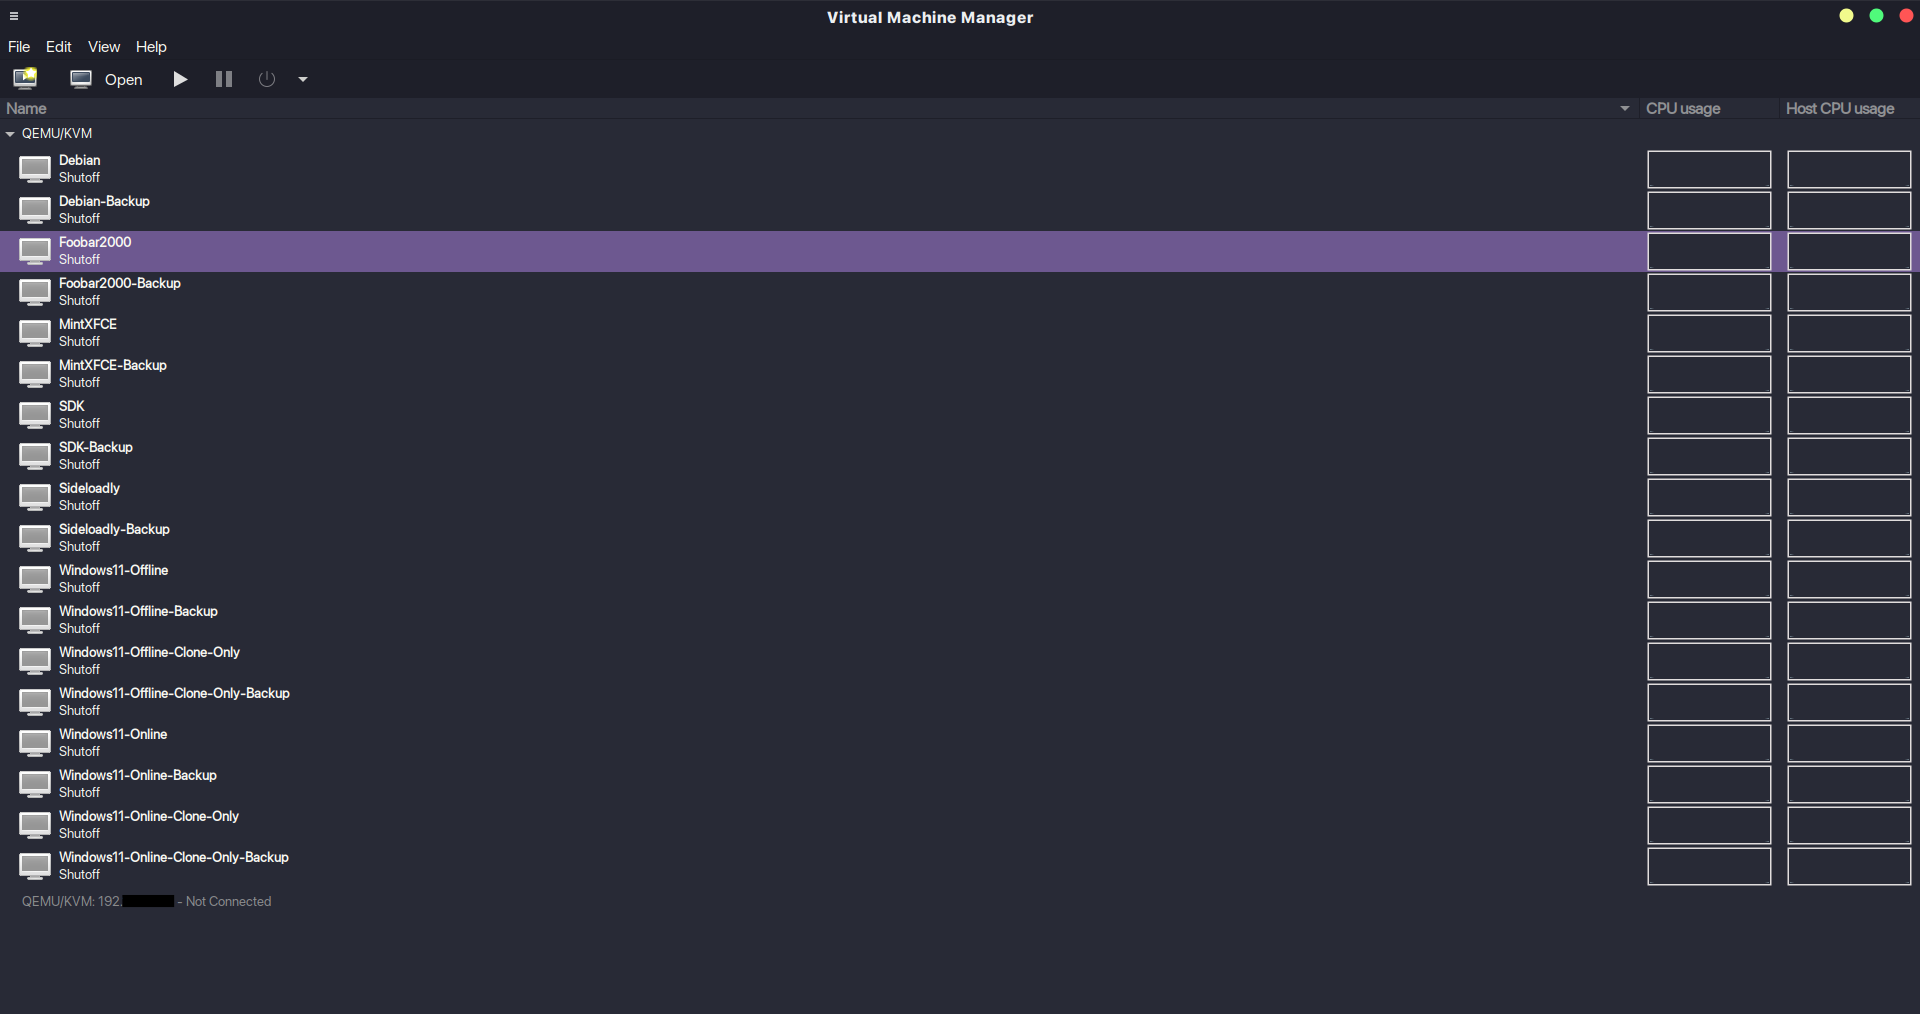 Virtual Machine Manager
File Edit View Help
Open
Name CPU usage Host CPU usage
QEMU/KVM
Debian
Shutoff
Debian-Backup
Shutoff
Foobar2000
Shutoff
Foobar2000-Backup
Shutoff
MintXFCE
Shutoff
MintXFCE-Backup
Shutoff
SDK
Shutoff
SDK-Backup
Shutoff
Sideloadly
Shutoff
Sideloadly-Backup
Shutoff
Windows11-Offline
Shutoff
Windows11-Offline-Backup
Shutoff
Windows11-Offline-Clone-Only
Shutoff
Windows11-Offline-Clone-Only-Backup
Shutoff
Windows11-Online
Shutoff
Windows11-Online-Backup
Shutoff
Windows11-Online-Clone-Only
Shutoff
Windows11-Online-Clone-Only-Backup
Shutoff
QEMU/KVM: 192. - Not Connected